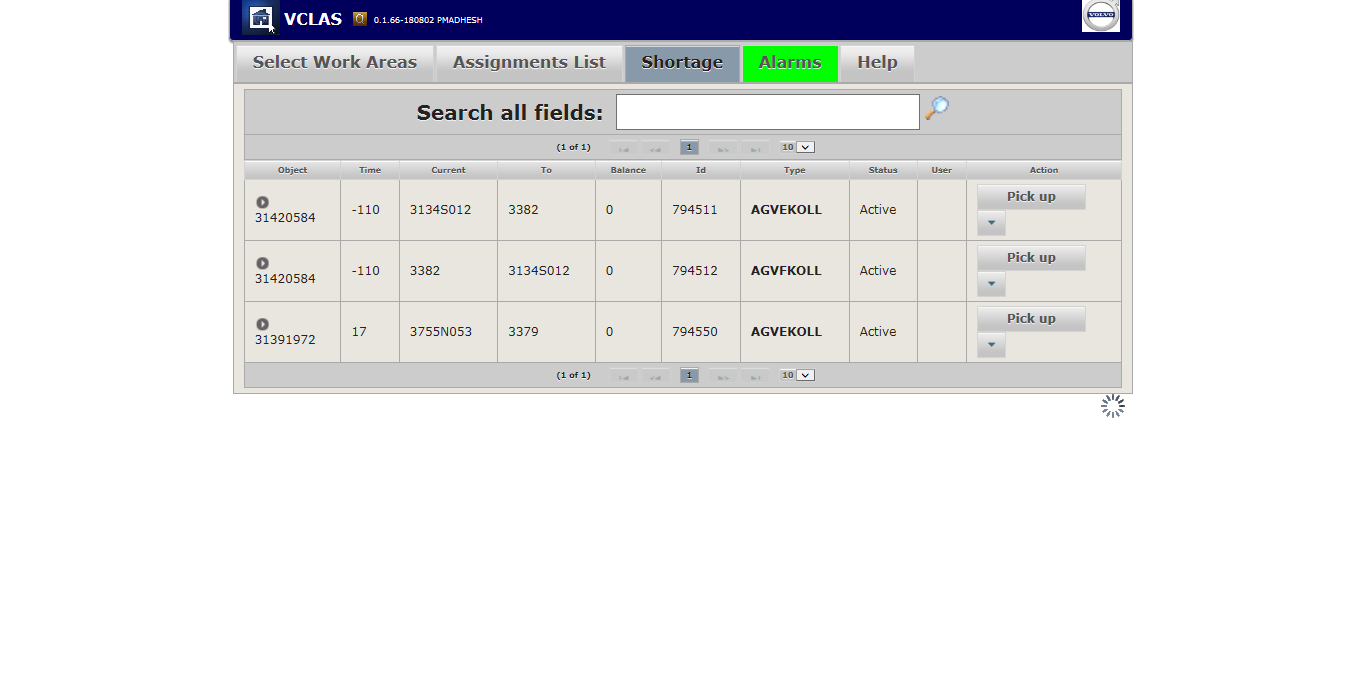 VCLAS 0.1.66-180802 PMADHESH
VOLVO
Select Work Areas Assignments List Shortage Alarms Help
Search all fields:
(1 of 1) 1 10
Object Time Current To Balance Id Type Status User Action
31420584 -110 3134S012 3382 0 794511 AGVEKOLL Active Pick up
31420584 -110 3382 3134S012 0 794512 AGVFKOLL Active Pick up
31391972 17 3755N053 3379 0 794550 AGVEKOLL Active Pick up
(1 of 1) 1 10